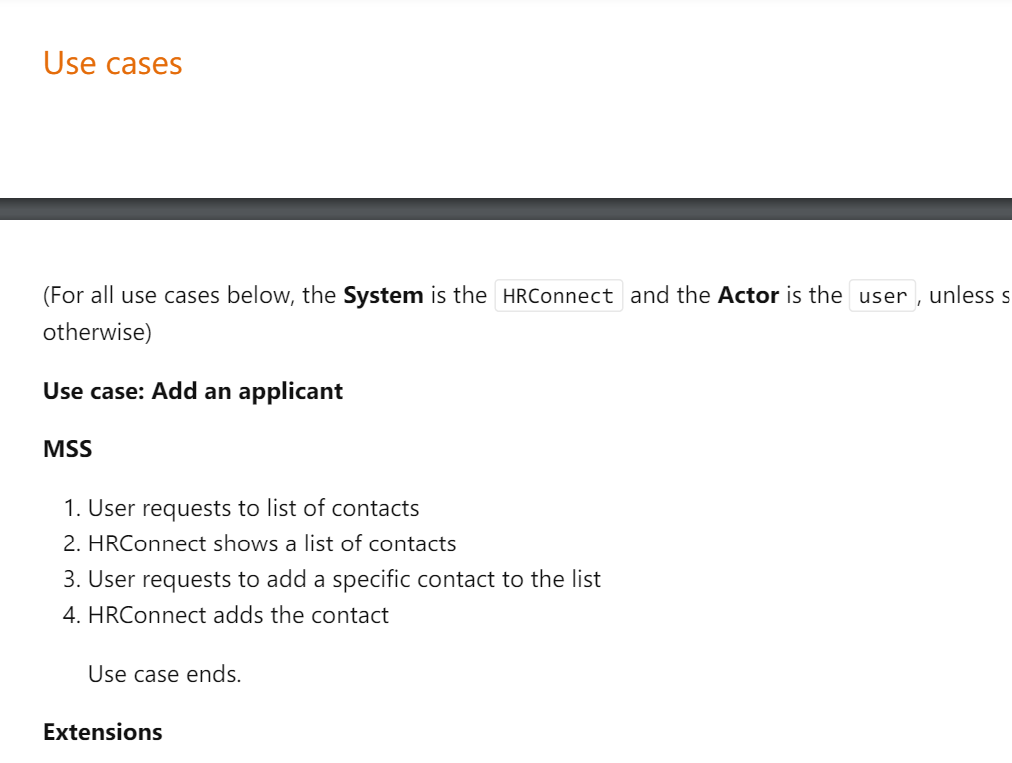 Use cases
(For all use cases below, the System is the HRConnect and the Actor is the user, unless
otherwise)
Use case: Add an applicant
MSS
1. User requests to list of contacts
2. HRConnect shows a list of contacts
3. User requests to add a specific contact to the list
4. HRConnect adds the contact
Use case ends.
Extensions